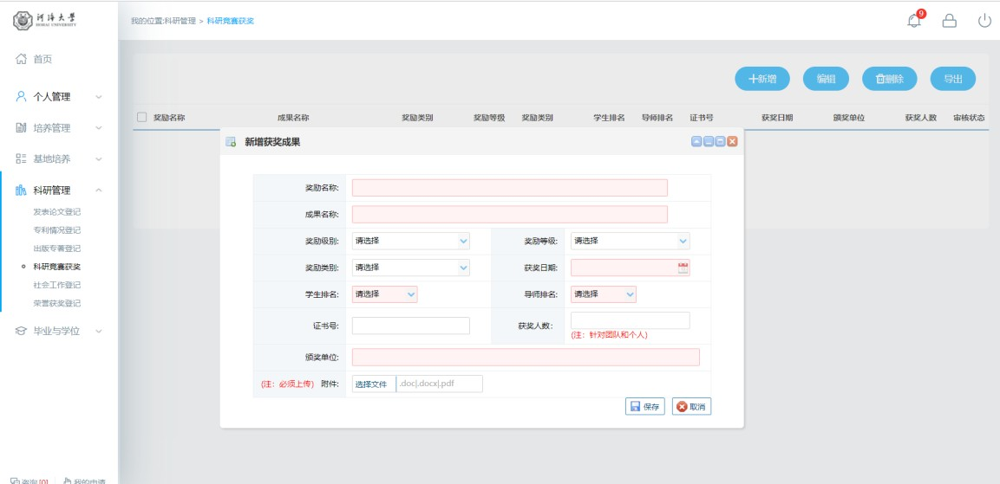 河海大学
HOHAI UNIVERSITY
我的位置:科研管理 > 科研竞赛获奖
9
首页
个人管理
培养管理
基地培养
科研管理
发表论文登记
专利情况登记
出版专著登记
科研竞赛获奖
社会工作登记
荣誉获奖登记
毕业与学位
咨询[0] 我的申请
新增 编辑 删除 导出
奖励名称 成果名称 奖励类别 奖励等级 奖励类别 学生排名 导师排名 证书号 获奖日期 颁奖单位 获奖人数 审核状态
新增获奖成果
奖励名称:
成果名称:
奖励级别: 请选择 奖励等级: 请选择
奖励类别: 请选择 获奖日期:
学生排名: 请选择 导师排名: 请选择
证书号: 获奖人数:
(注：针对团队和个人)
颁奖单位:
(注：必须上传) 附件: 选择文件 .doc|.docx|.pdf
保存 取消